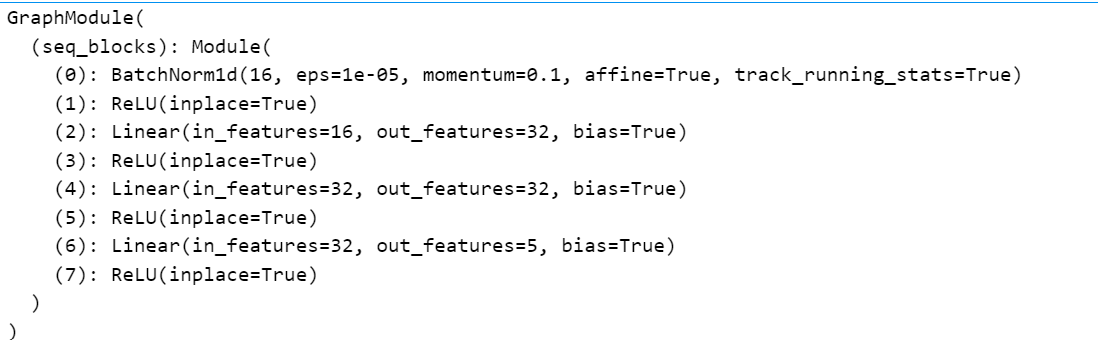 GraphModule(
  (seq_blocks): Module(
    (0): BatchNorm1d(16, eps=1e-05, momentum=0.1, affine=True, track_running_stats=True)
    (1): ReLU(inplace=True)
    (2): Linear(in_features=16, out_features=32, bias=True)
    (3): ReLU(inplace=True)
    (4): Linear(in_features=32, out_features=32, bias=True)
    (5): ReLU(inplace=True)
    (6): Linear(in_features=32, out_features=5, bias=True)
    (7): ReLU(inplace=True)
  )
)